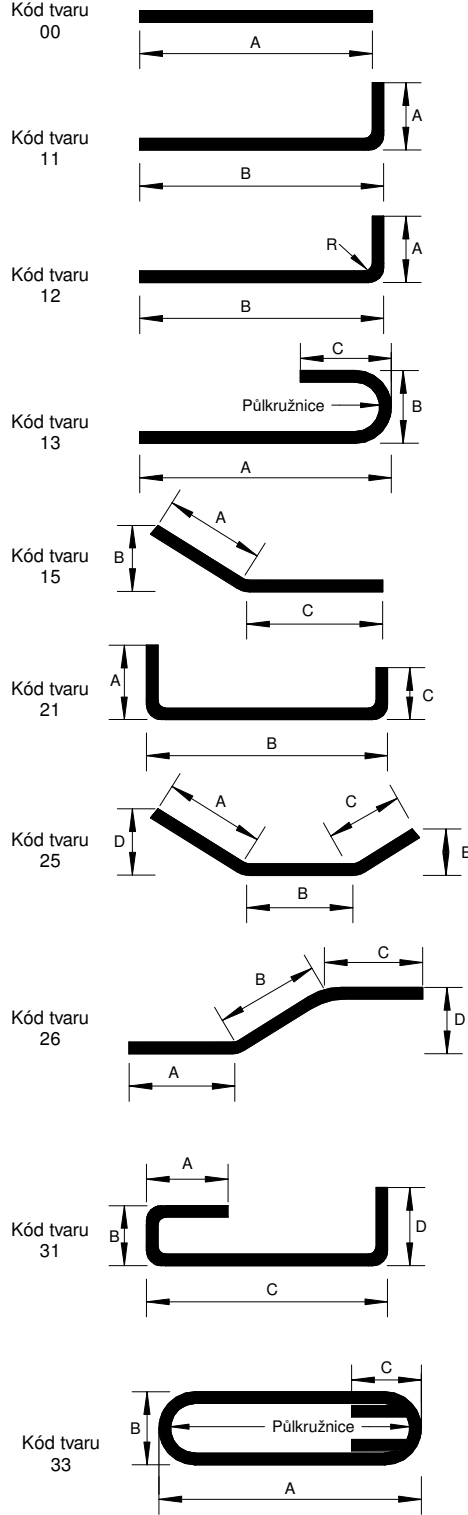 Kód tvaru
00
A
Kód tvaru
11
A
B
Kód tvaru
12
R
A
B
Kód tvaru
13
C
Půlkružnice
B
A
Kód tvaru
15
A
B
C
Kód tvaru
21
A
C
B
Kód tvaru
25
A
C
D
E
B
Kód tvaru
26
C
B
D
A
Kód tvaru
31
A
B
D
C
Kód tvaru
33
C
B
Půlkružnice
A